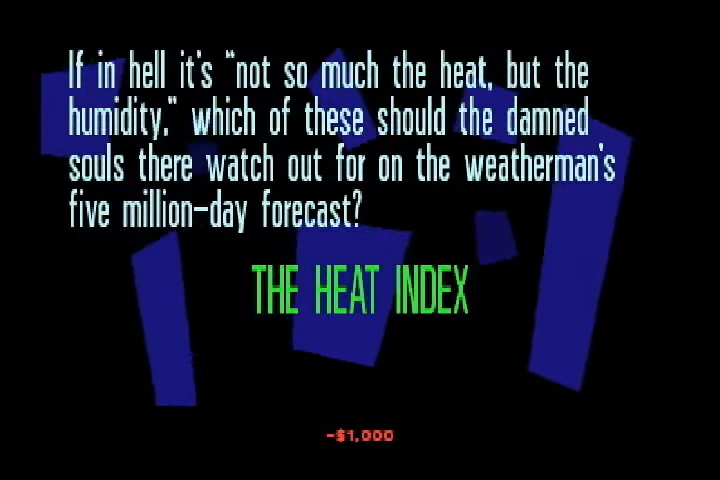 If in hell it's "not so much the heat, but the
humidity," which of these should the damned
souls there watch out for on the weatherman's
five million-day forecast?
THE HEAT INDEX
-$1,000